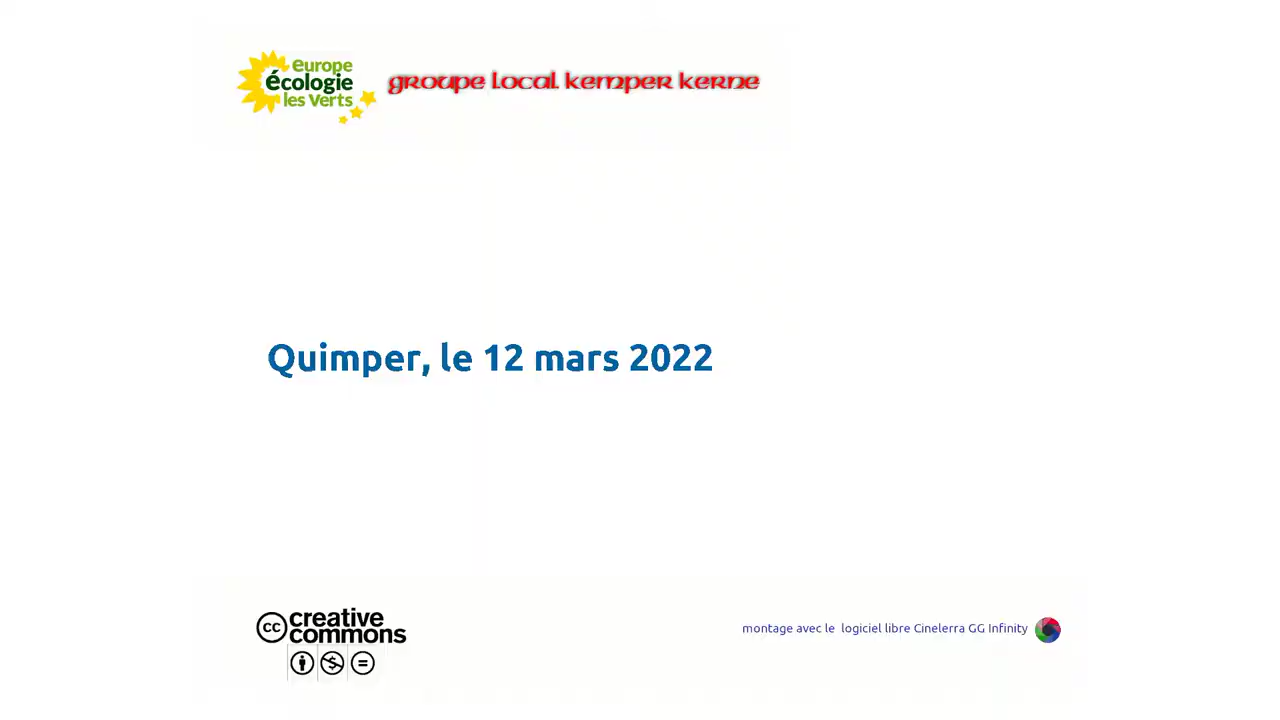 europe
écologie
les Verts
groupe local kemper kerne
Quimper, le 12 mars 2022
cc creative
commons
montage avec le  logiciel libre Cinelerra GG Infinity